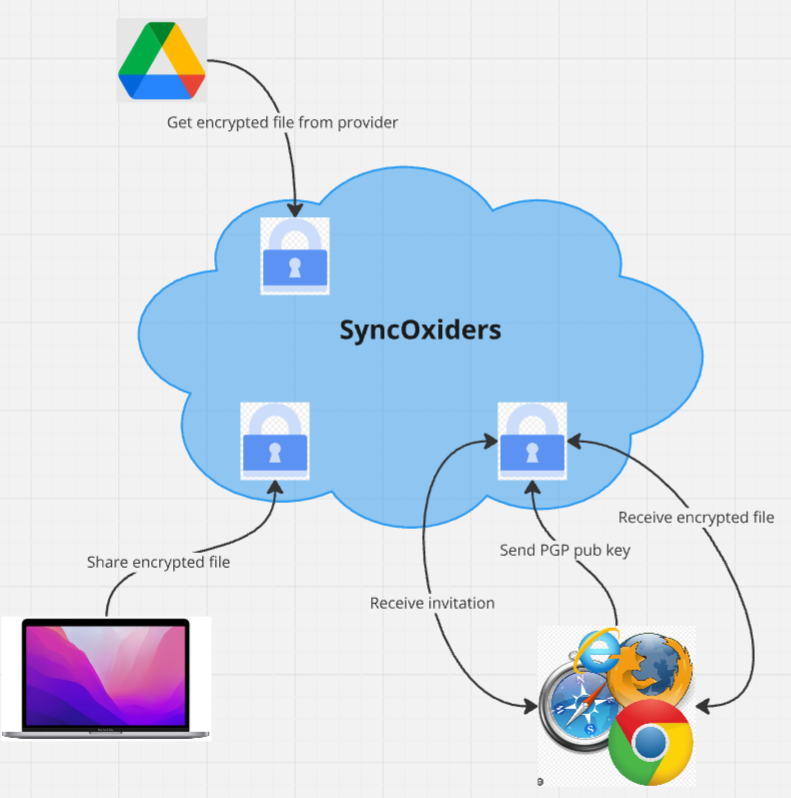 Get encrypted file from provider
SyncOxiders
Receive encrypted file
Send PGP pub key
Share encrypted file
Receive invitation